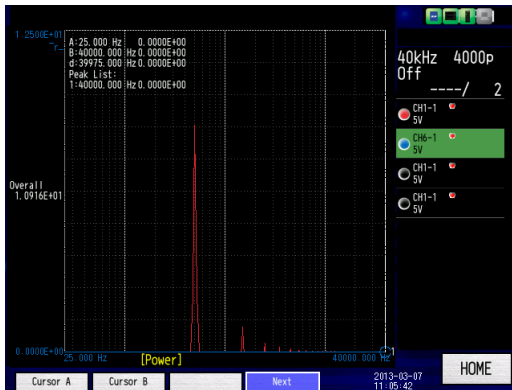 1.2500E+01
-r_
A:25.000 Hz 0.0000E+00
B:40000.000 Hz 0.0000E+00
d:39975.000 Hz 0.0000E+00
Peak List:
1:40000.000 Hz 0.0000E+00
Overall
1.0916E+01
0.0000E+00
25.000 Hz
[Power]
40000.000 Hz
1
40kHz 4000p
Off
----/ 2
CH1-1
5V
CH6-1
5V
CH1-1
5V
CH1-1
5V
Cursor A
Cursor B
Next
2013-03-07
11:05:42
HOME